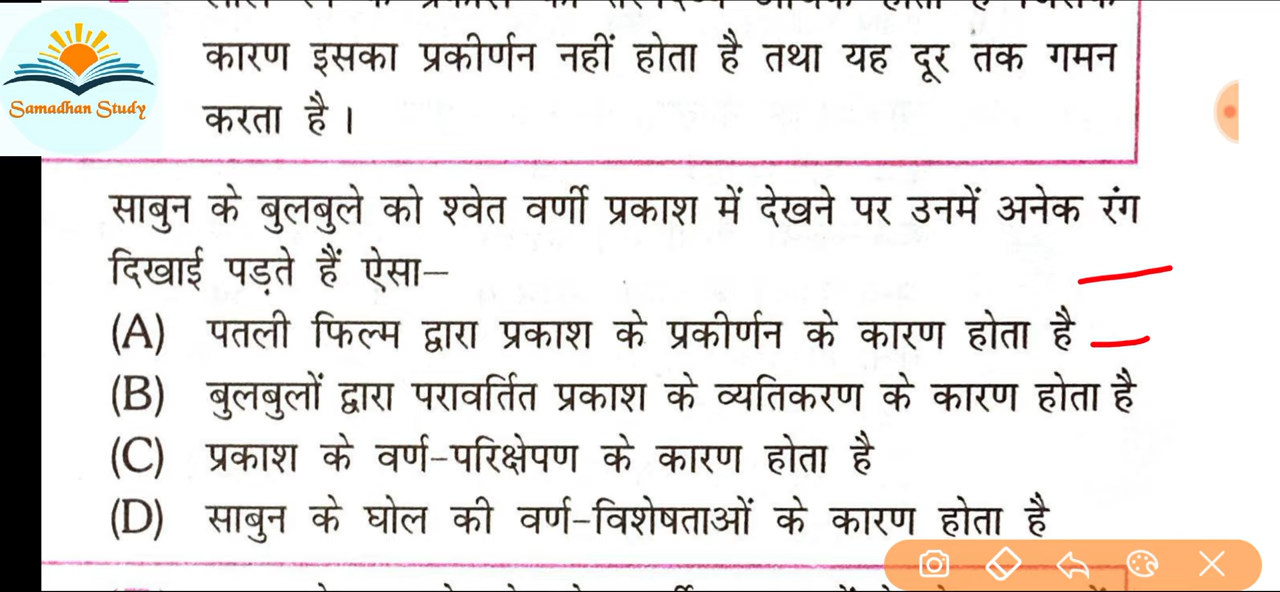 Samadhan Study
कारण इसका प्रकीर्णन नहीं होता है तथा यह दूर तक गमन
करता है ।
साबुन के बुलबुले को श्वेत वर्णी प्रकाश में देखने पर उनमें अनेक रंग
दिखाई पड़ते हैं ऐसा–
(A) पतली फिल्म द्वारा प्रकाश के प्रकीर्णन के कारण होता है
(B) बुलबुलों द्वारा परावर्तित प्रकाश के व्यतिकरण के कारण होता है
(C) प्रकाश के वर्ण-परिक्षेपण के कारण होता है
(D) साबुन के घोल की वर्ण-विशेषताओं के कारण होता है